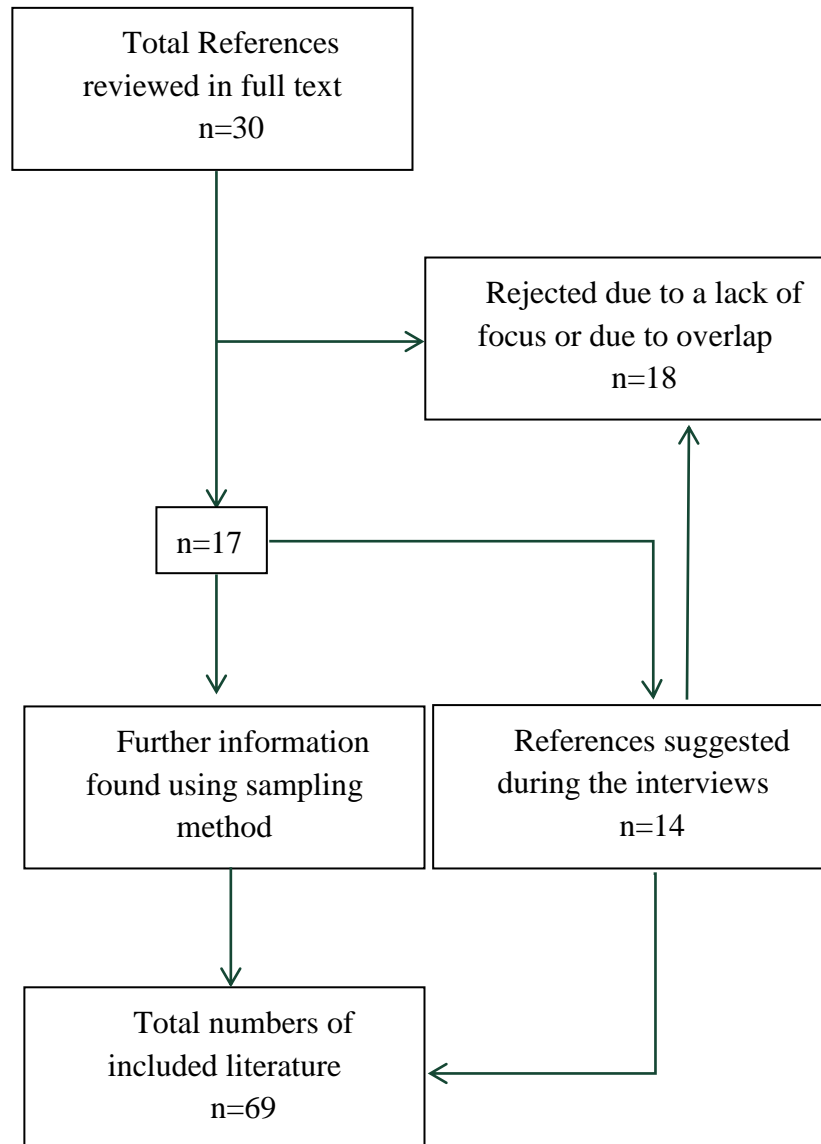 Total References
reviewed in full text
n=30
Rejected due to a lack of
focus or due to overlap
n=18
n=17
Further information
found using sampling
method
References suggested
during the interviews
n=14
Total numbers of
included literature
n=69